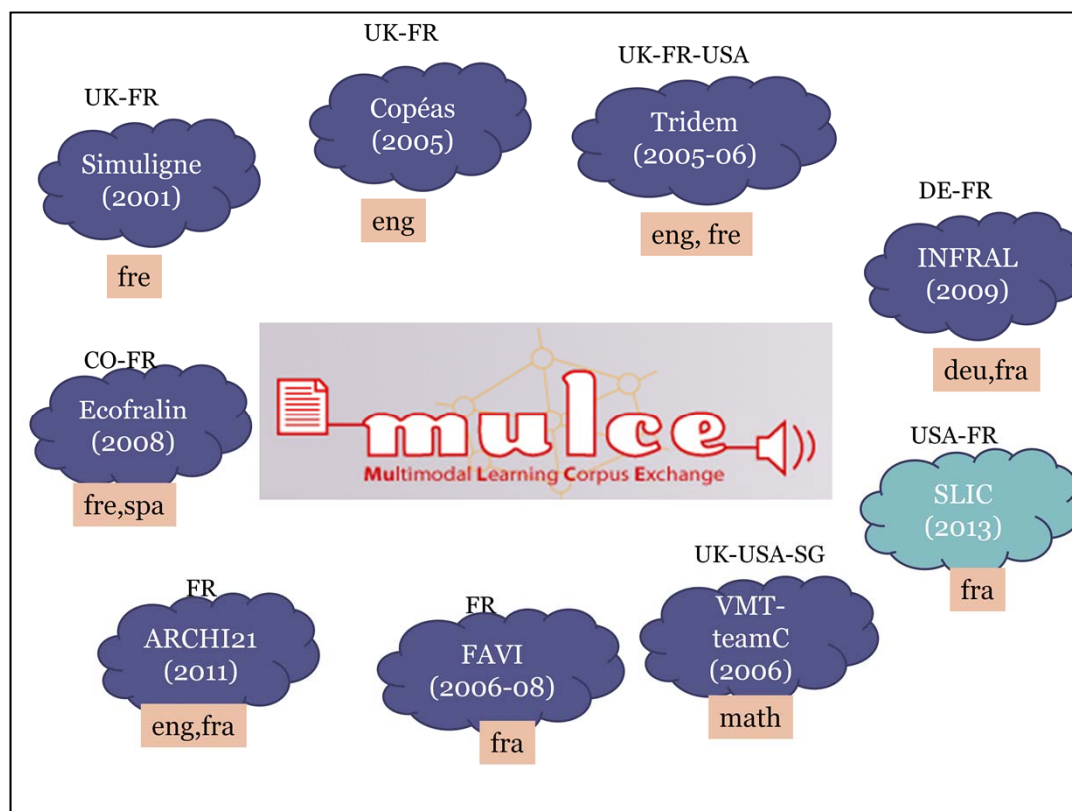 UK-FR
Simuligne
(2001)
fre
UK-FR
Copéas
(2005)
eng
UK-FR-USA
Tridem
(2005-06)
eng, fre
DE-FR
INFRAL
(2009)
deu,fra
CO-FR
Ecofralin
(2008)
fre,spa
mulce
Multimodal Learning Corpus Exchange
USA-FR
SLIC
(2013)
fra
FR
ARCHI21
(2011)
eng,fra
FR
FAVI
(2006-08)
fra
UK-USA-SG
VMT-
teamC
(2006)
math